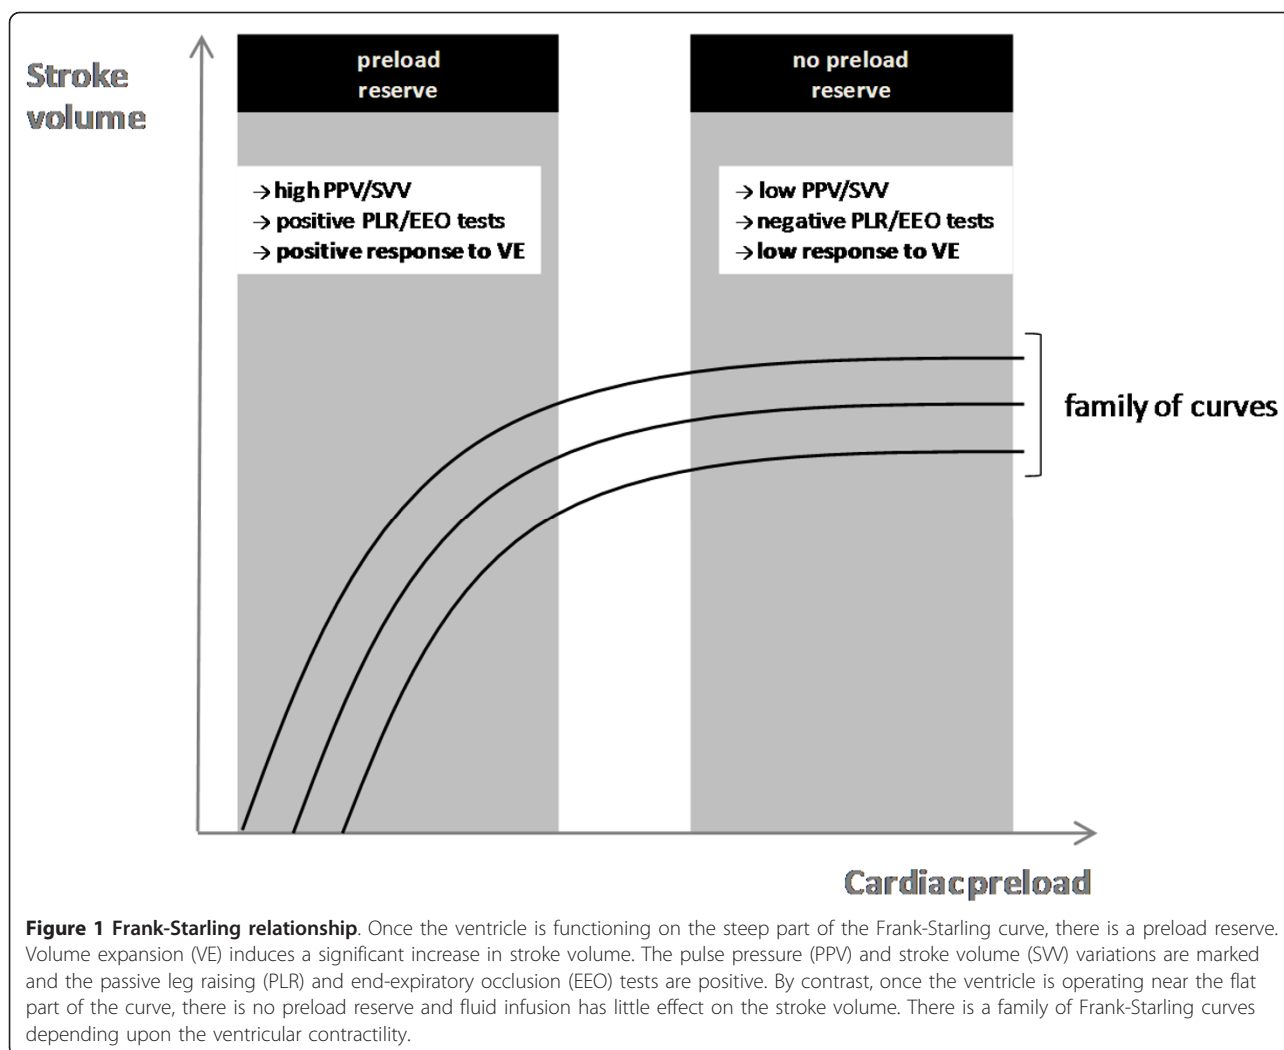 Stroke
volume
preload
reserve
→ high PPV/SVV
→ positive PLR/EEO tests
→ positive response to VE
no preload
reserve
→ low PPV/SVV
→ negative PLR/EEO tests
→ low response to VE
family of curves
Cardiac preload
Figure 1 Frank-Starling relationship. Once the ventricle is functioning on the steep part of the Frank-Starling curve, there is a preload reserve.
Volume expansion (VE) induces a significant increase in stroke volume. The pulse pressure (PPV) and stroke volume (SVV) variations are marked
and the passive leg raising (PLR) and end-expiratory occlusion (EEO) tests are positive. By contrast, once the ventricle is operating near the flat
part of the curve, there is no preload reserve and fluid infusion has little effect on the stroke volume. There is a family of Frank-Starling curves
depending upon the ventricular contractility.